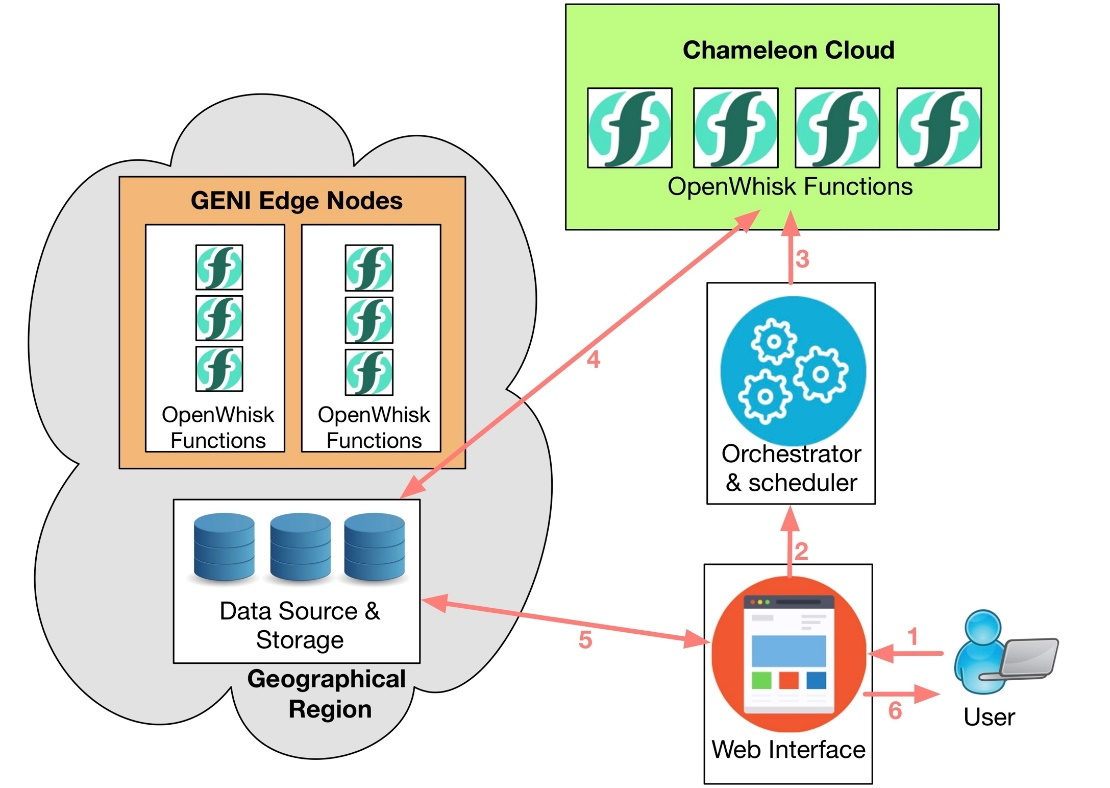 Chameleon Cloud
OpenWhisk Functions
GENI Edge Nodes
OpenWhisk
Functions
OpenWhisk
Functions
3
4
Orchestrator
& scheduler
2
Data Source &
Storage
5
1
6
Geographical
Region
User
Web Interface